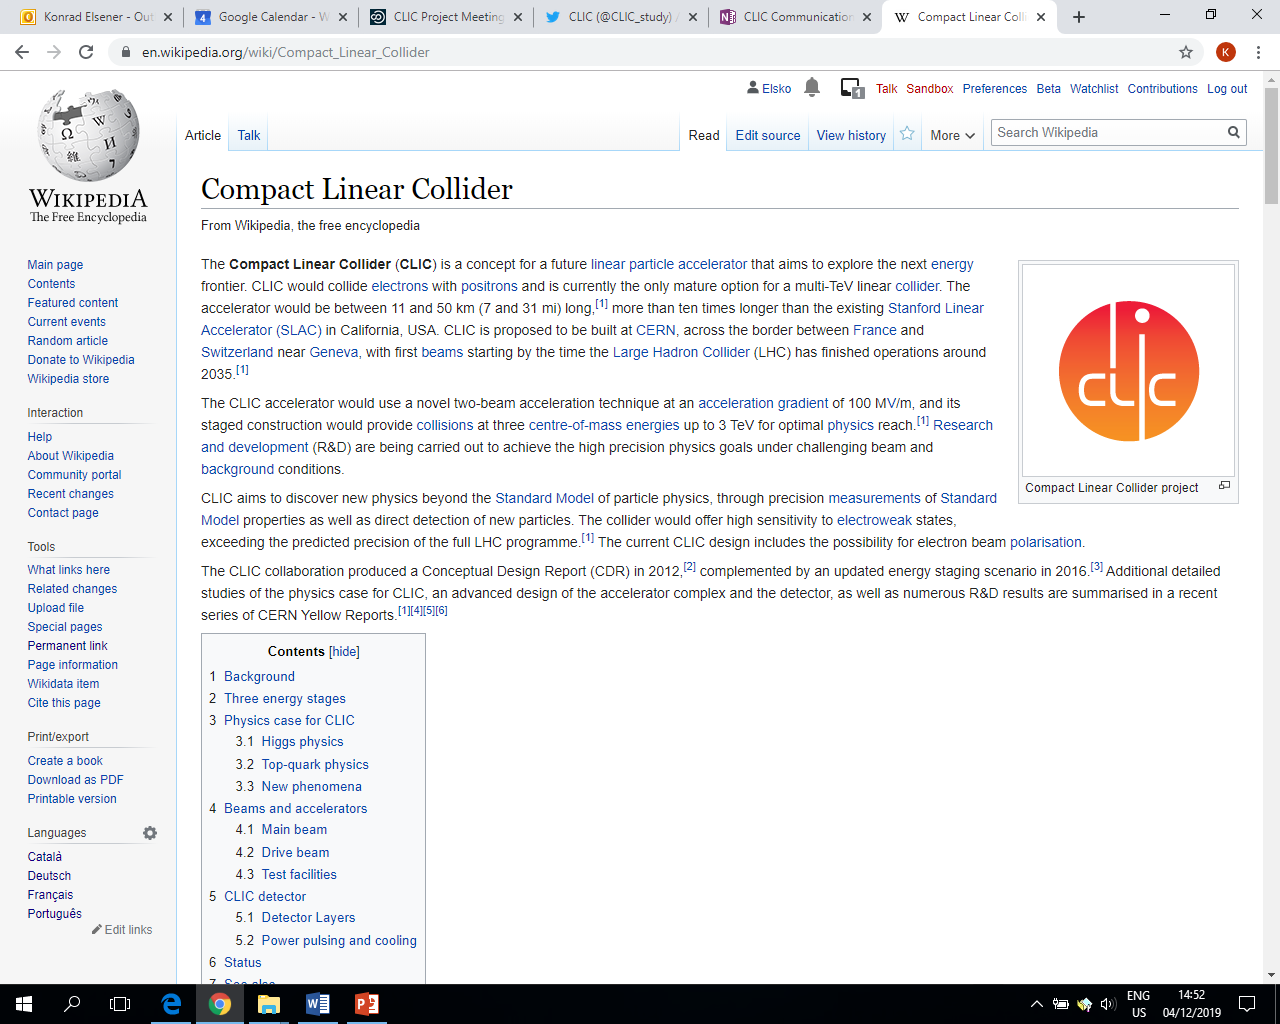 Konrad Elsener - Out
Google Calendar - W
CLIC Project Meeting
CLIC (@CLIC_study) /
CLIC Communication
Compact Linear Colli
en.wikipedia.org/wiki/Compact_Linear_Collider
K
Elsko
1
Talk
Sandbox
Preferences
Beta
Watchlist
Contributions
Log out
Article
Talk
Read
Edit source
View history
More
Search Wikipedia
WIKIPEDIA
The Free Encyclopedia
Main page
Contents
Featured content
Current events
Random article
Donate to Wikipedia
Wikipedia store
Interaction
Help
About Wikipedia
Community portal
Recent changes
Contact page
Tools
What links here
Related changes
Upload file
Special pages
Permanent link
Page information
Wikidata item
Cite this page
Print/export
Create a book
Download as PDF
Printable version
Languages
Català
Deutsch
Français
Português
Edit links
Compact Linear Collider
From Wikipedia, the free encyclopedia
The Compact Linear Collider (CLIC) is a concept for a future linear particle accelerator that aims to explore the next energy
frontier. CLIC would collide electrons with positrons and is currently the only mature option for a multi-TeV linear collider. The
accelerator would be between 11 and 50 km (7 and 31 mi) long,[1] more than ten times longer than the existing Stanford Linear
Accelerator (SLAC) in California, USA. CLIC is proposed to be built at CERN, across the border between France and
Switzerland near Geneva, with first beams starting by the time the Large Hadron Collider (LHC) has finished operations around
2035.[1]
The CLIC accelerator would use a novel two-beam acceleration technique at an acceleration gradient of 100 MV/m, and its
staged construction would provide collisions at three centre-of-mass energies up to 3 TeV for optimal physics reach.[1] Research
and development (R&D) are being carried out to achieve the high precision physics goals under challenging beam and
background conditions.
CLIC aims to discover new physics beyond the Standard Model of particle physics, through precision measurements of Standard
Model properties as well as direct detection of new particles. The collider would offer high sensitivity to electroweak states,
exceeding the predicted precision of the full LHC programme.[1] The current CLIC design includes the possibility for electron beam polarisation.
The CLIC collaboration produced a Conceptual Design Report (CDR) in 2012,[2] complemented by an updated energy staging scenario in 2016.[3] Additional detailed
studies of the physics case for CLIC, an advanced design of the accelerator complex and the detector, as well as numerous R&D results are summarised in a recent
series of CERN Yellow Reports.[1][4][5][6]
clic
Compact Linear Collider project
Contents [hide]
1 Background
2 Three energy stages
3 Physics case for CLIC
3.1 Higgs physics
3.2 Top-quark physics
3.3 New phenomena
4 Beams and accelerators
4.1 Main beam
4.2 Drive beam
4.3 Test facilities
5 CLIC detector
5.1 Detector Layers
5.2 Power pulsing and cooling
6 Status
7 See also
ENG
US
14:52
04/12/2019